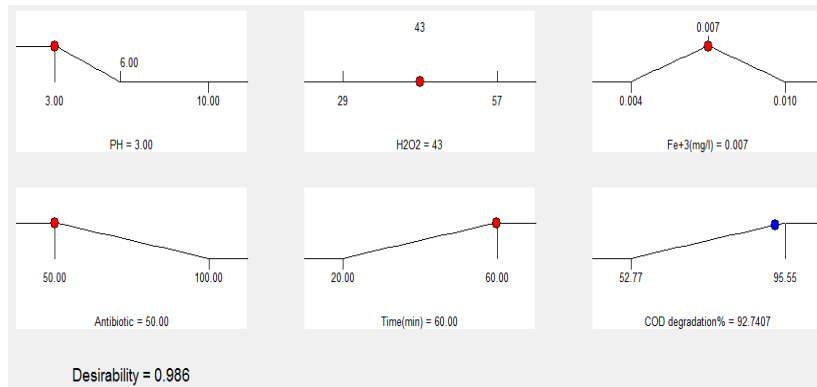 6.00
3.00 10.00
PH = 3.00
43
29 57
H2O2 = 43
0.007
0.004 0.010
Fe+3(mg/l) = 0.007
50.00 100.00
Antibiotic = 50.00
20.00 60.00
Time(min) = 60.00
52.77 95.55
COD degradation% = 92.7407
Desirability = 0.986